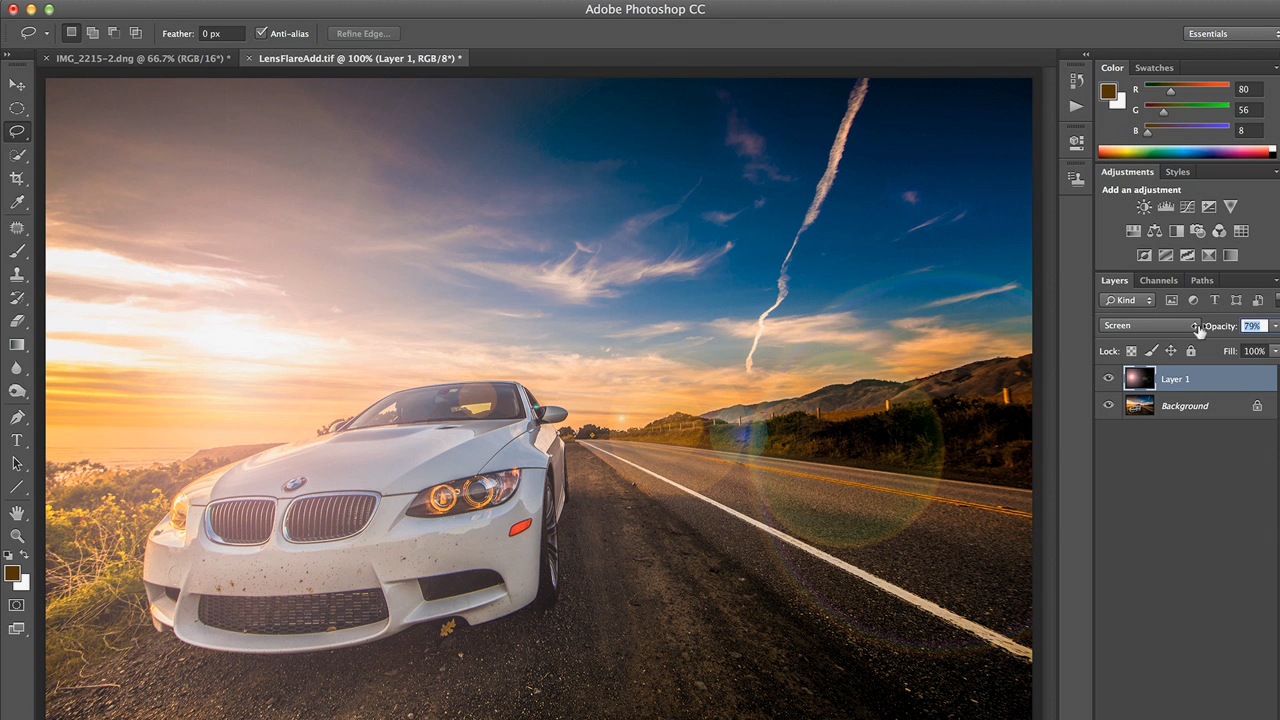 Adobe Photoshop CC
Feather: 0 px Anti-alias Refine Edge... Essentials
× IMG_2215-2.dng @ 66.7% (RGB/16*) * × LensFlareAdd.tif @ 100% (Layer 1, RGB/8*) *
Color Swatches
R 80
G 56
B 8
Adjustments Styles
Add an adjustment
Layers Channels Paths
Kind T
Screen Opacity: 79%
Lock: Fill: 100%
Layer 1
Background